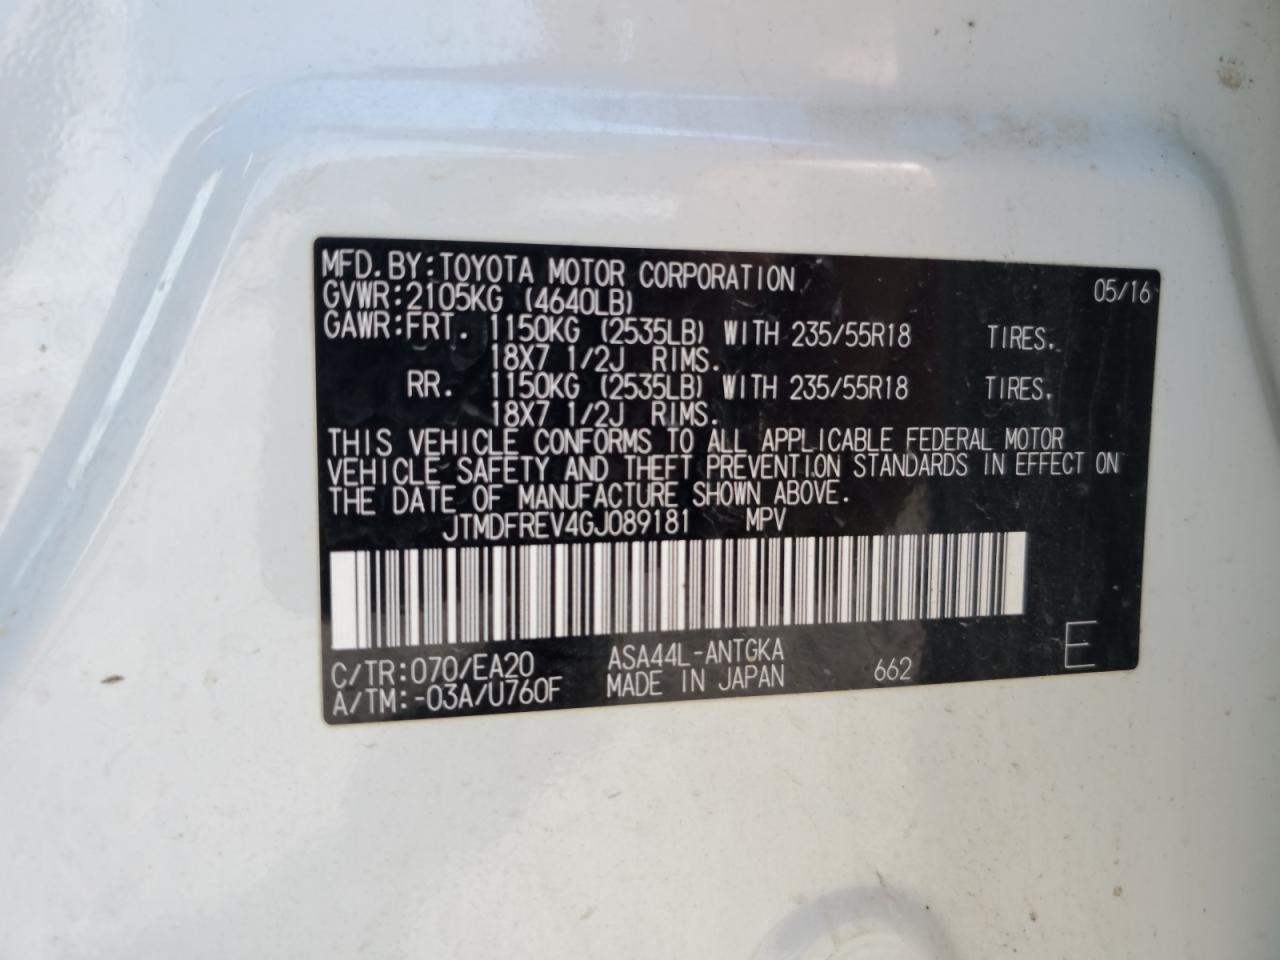 MFD. BY: TOYOTA MOTOR CORPORATION 05/16
GVWR: 2105KG (4640LB)
GAWR: FRT. 1150KG (2535LB) WITH 235/55R18 TIRES,
18X7 1/2J RIMS.
RR. 1150KG (2535LB) WITH 235/55R18 TIRES,
18X7 1/2J RIMS.
THIS VEHICLE CONFORMS TO ALL APPLICABLE FEDERAL MOTOR
VEHICLE SAFETY AND THEFT PREVENTION STANDARDS IN EFFECT ON
THE DATE OF MANUFACTURE SHOWN ABOVE.
JTMDFREV4GJ089181 MPV
C/TR: 070/EA20 ASA44L-ANTGKA
A/TM: -03A/U760F MADE IN JAPAN 662 E